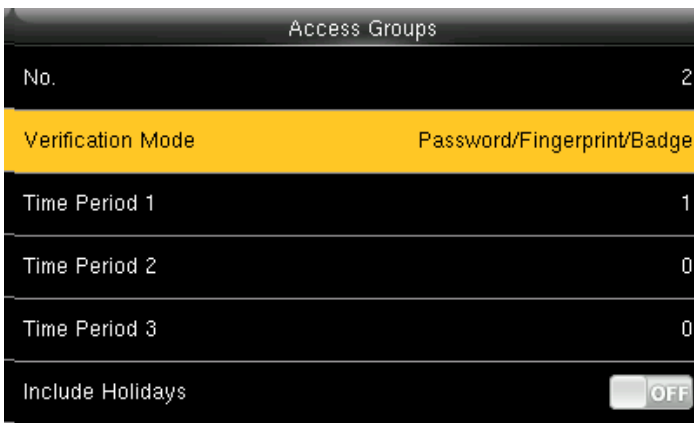 Access Groups
No. 2
Verification Mode Password/Fingerprint/Badge
Time Period 1 1
Time Period 2 0
Time Period 3 0
Include Holidays OFF